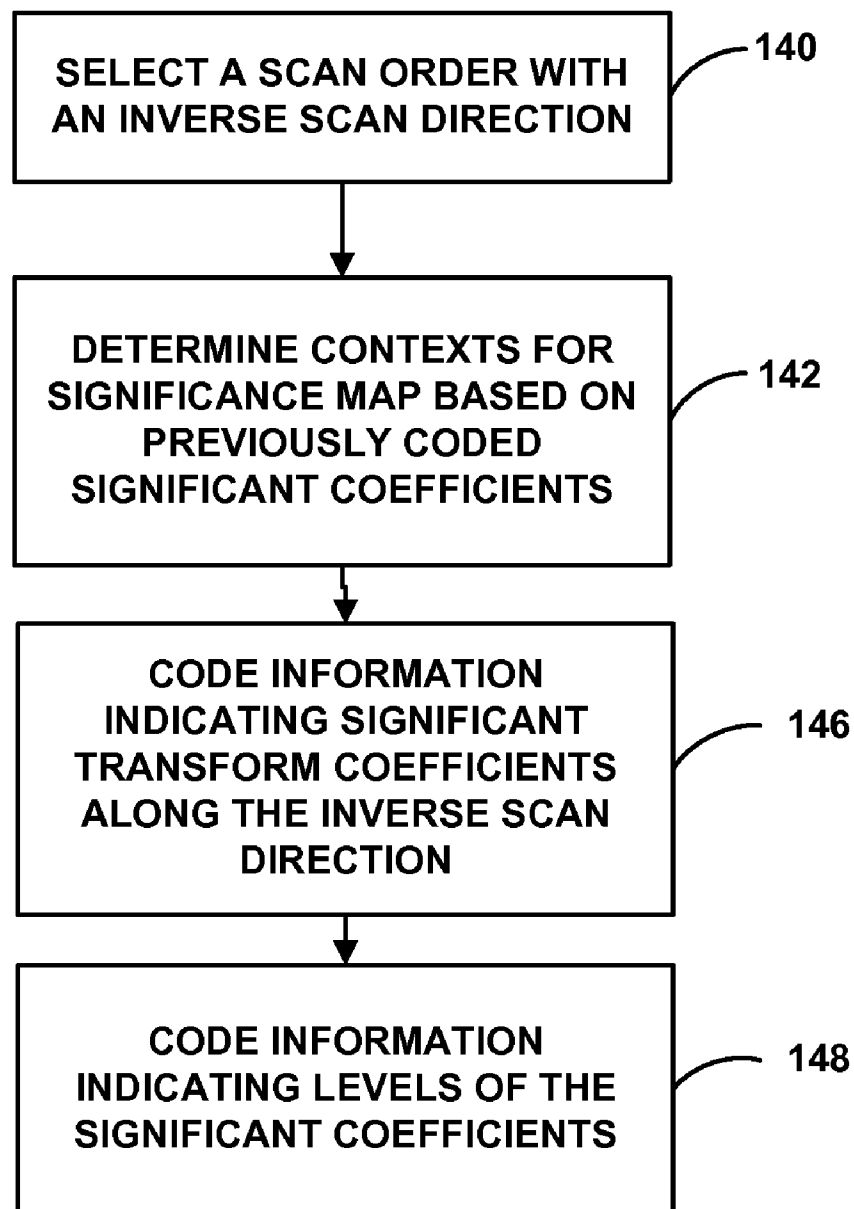 SELECT A SCAN ORDER WITH
AN INVERSE SCAN DIRECTION
140
DETERMINE CONTEXTS FOR
SIGNIFICANCE MAP BASED ON
PREVIOUSLY CODED
SIGNIFICANT COEFFICIENTS
142
CODE INFORMATION
INDICATING SIGNIFICANT
TRANSFORM COEFFICIENTS
ALONG THE INVERSE SCAN
DIRECTION
146
CODE INFORMATION
INDICATING LEVELS OF THE
SIGNIFICANT COEFFICIENTS
148